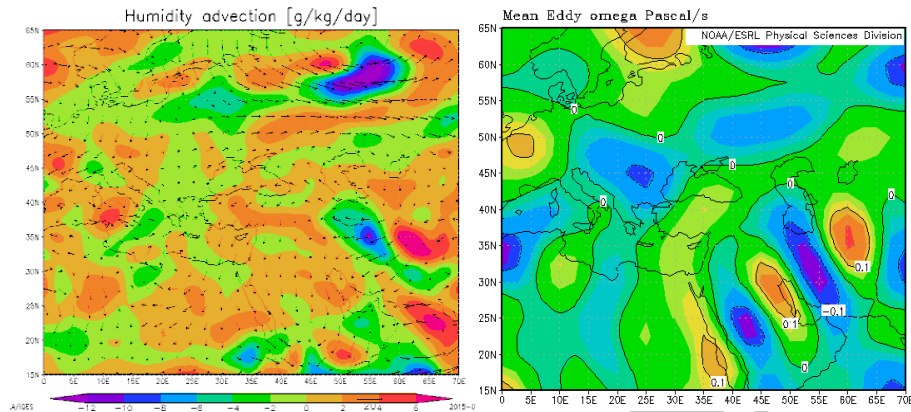 Humidity advection [g/kg/day]
65N
60N
55N
50N
45N
40N
35N
30N
25N
20N
15N
0 5E 10E 15E 20E 25E 30E 35E 40E 45E 50E 55E 60E 65E 70E
-12 -10 -8 -6 -4 -2 0 2 4 6
Mean Eddy omega Pascal/s
NOAA/ESRL Physical Sciences Division
65N
60N
55N
50N
45N
40N
35N
30N
25N
20N
15N
0 5E 10E 15E 20E 25E 30E 35E 40E 45E 50E 55E 60E 65E 70E
0
0
0
0
0
0
0
0.1
-0.1
0.1
0
0.1